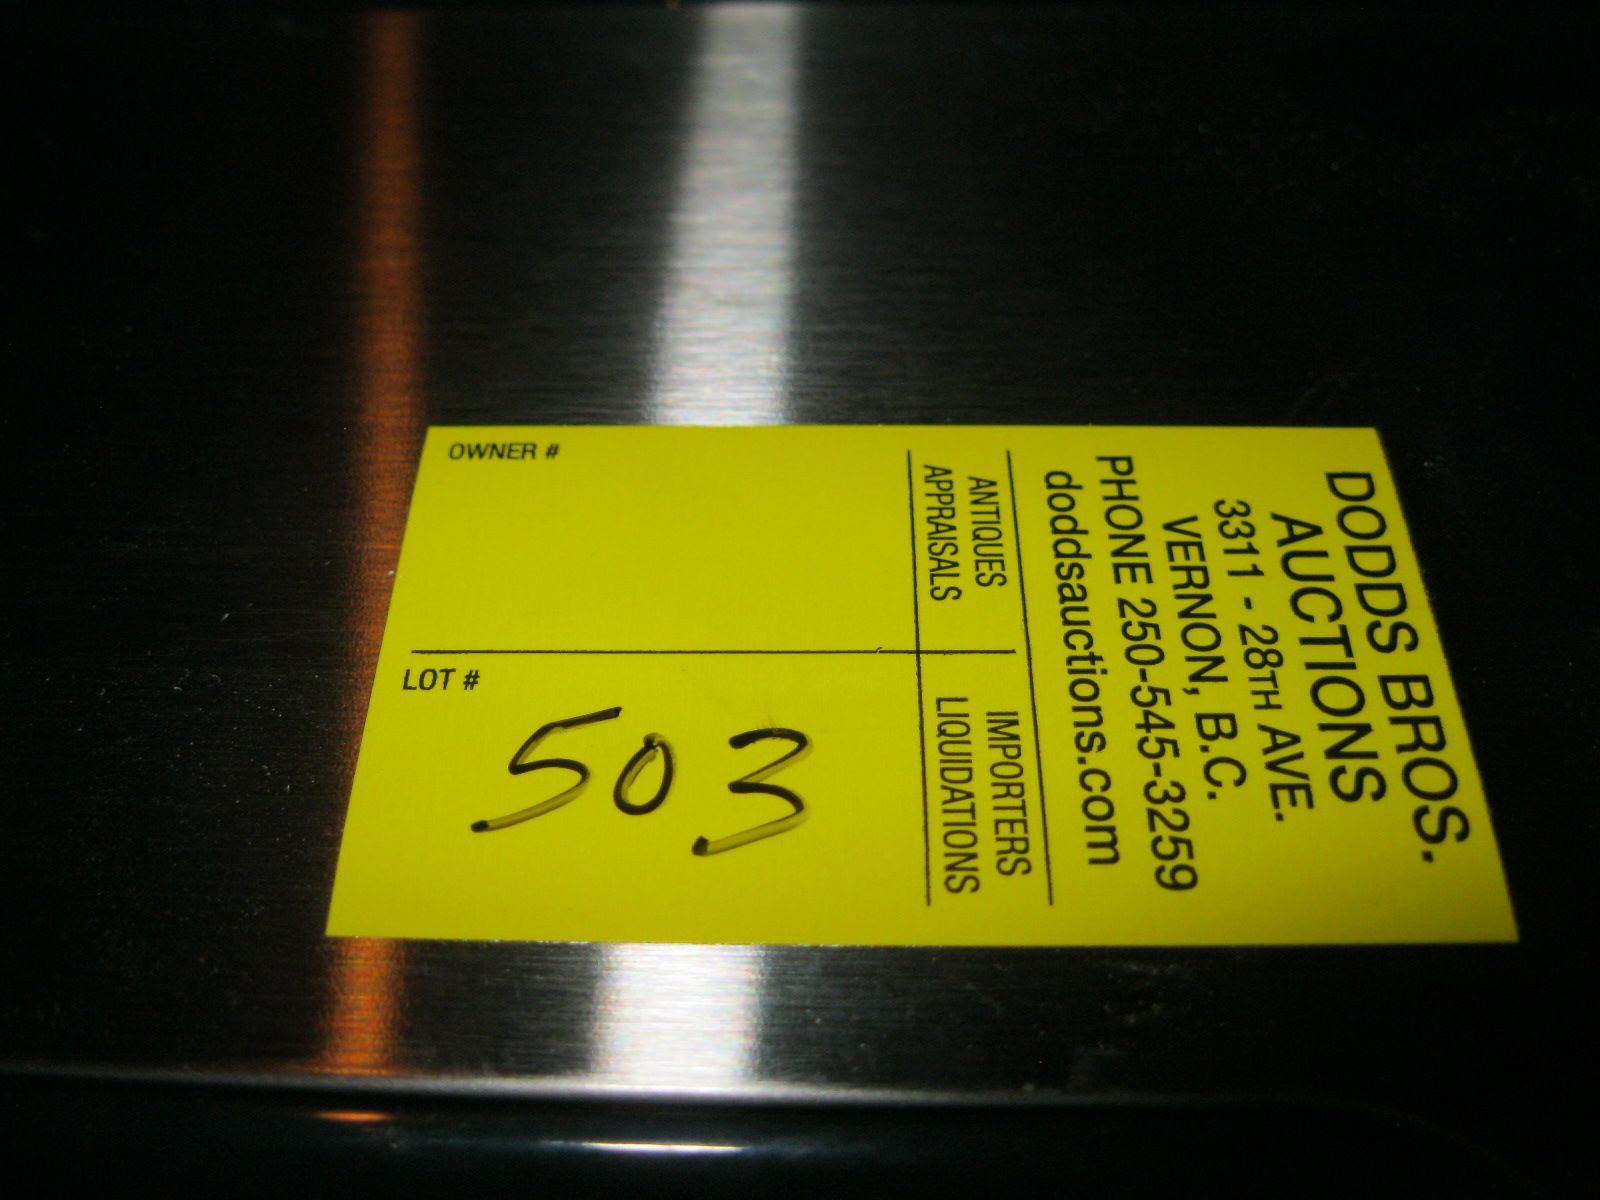 OWNER #
LOT #
503
DODDS BROS.
AUCTIONS
3311 - 28TH AVE.
VERNON, B.C.
PHONE 250-545-3259
doddsauctions.com
ANTIQUES
APPRAISALS
IMPORTERS
LIQUIDATIONS